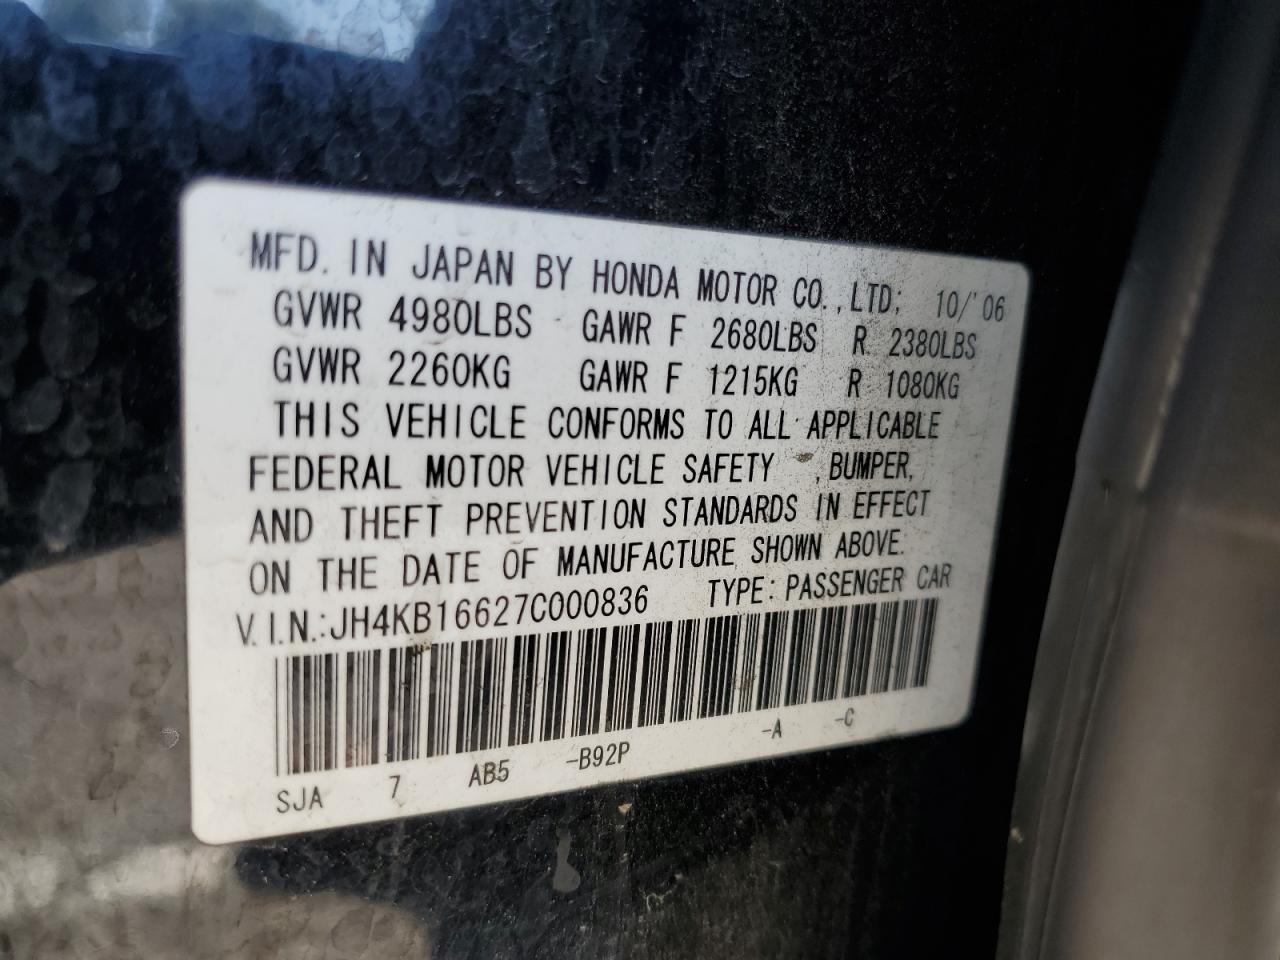 MFD. IN JAPAN BY HONDA MOTOR CO.,LTD; 10/'06
GVWR 4980LBS GAWR F 2680LBS R 2380LBS
GVWR 2260KG GAWR F 1215KG R 1080KG
THIS VEHICLE CONFORMS TO ALL APPLICABLE
FEDERAL MOTOR VEHICLE SAFETY ,BUMPER,
AND THEFT PREVENTION STANDARDS IN EFFECT
ON THE DATE OF MANUFACTURE SHOWN ABOVE.
V.I.N.:JH4KB16627C000836 TYPE:PASSENGER CAR
SJA 7 AB5 -B92P -A -C